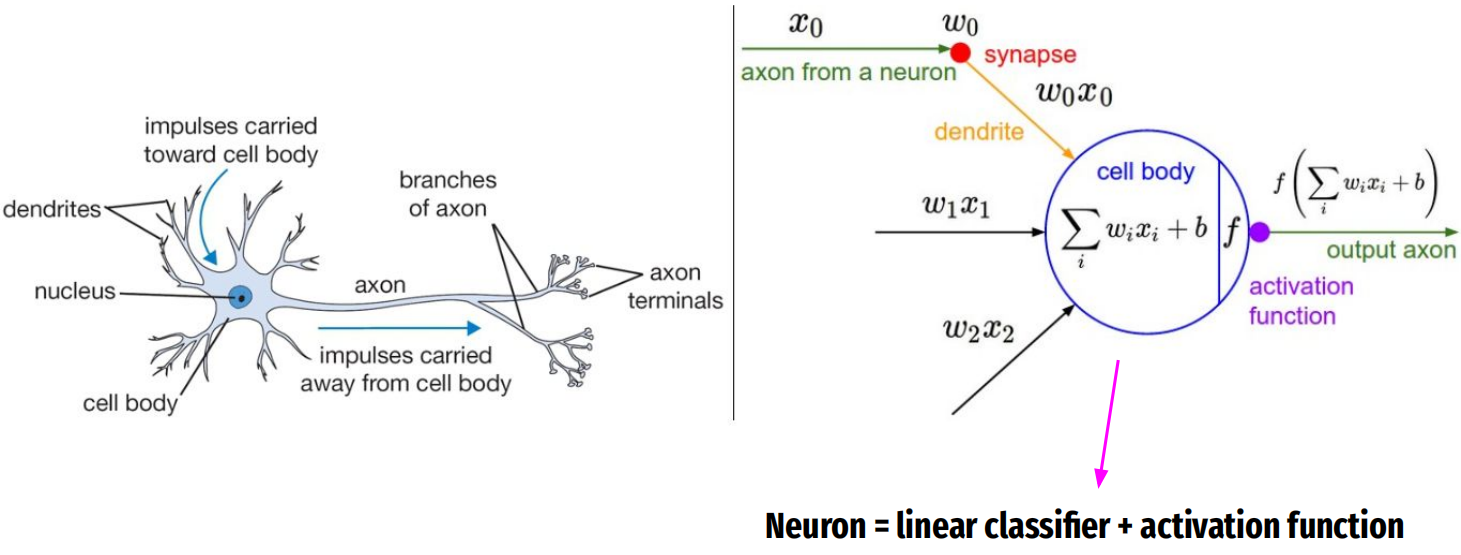 impulses carried
toward cell body
dendrites
nucleus
cell body
axon
impulses carried
away from cell body
branches
of axon
axon
terminals
x₀
w₀
synapse
axon from a neuron
w₀x₀
dendrite
cell body
w₁x₁
∑ᵢ wᵢxᵢ + b
f
f(∑ᵢ wᵢxᵢ + b)
output axon
activation
function
w₂x₂
Neuron = linear classifier + activation function